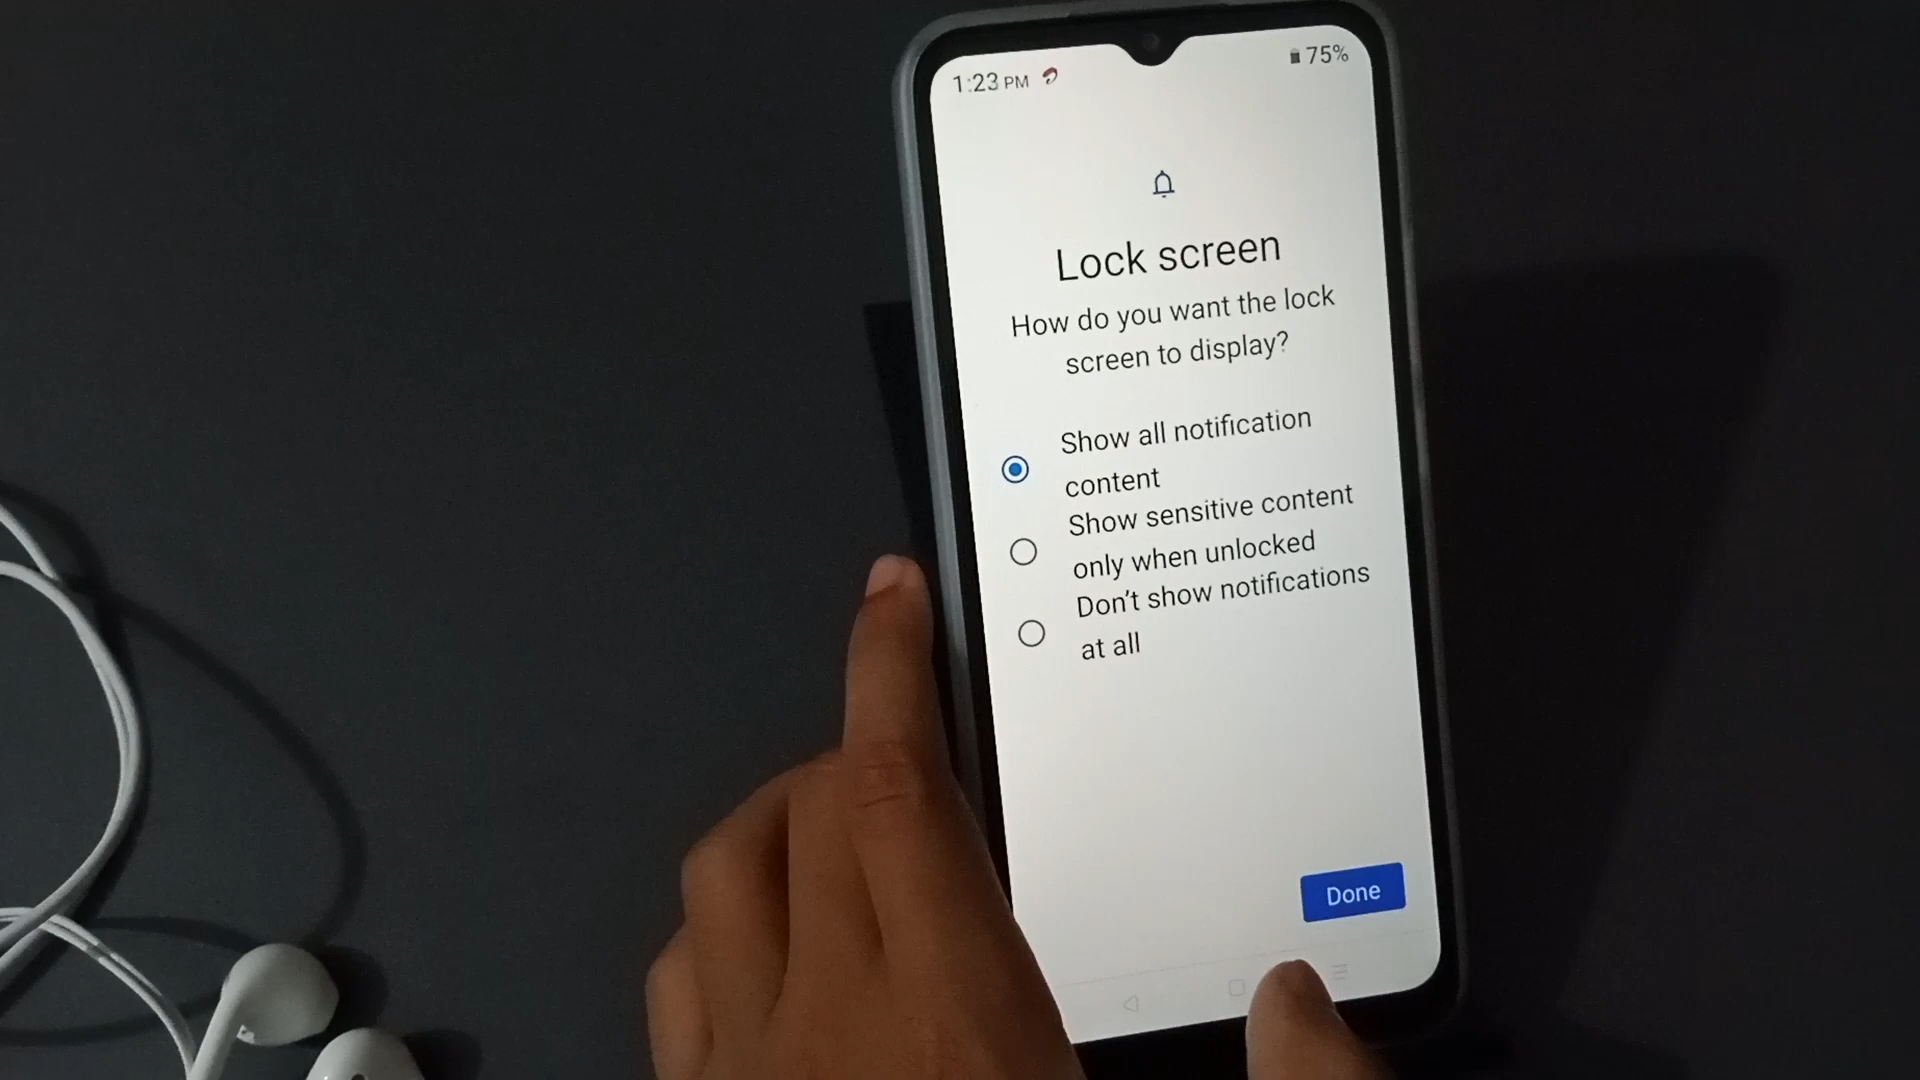 1:23 PM
75%
Lock screen
How do you want the lock
screen to display?
Show all notification
content
Show sensitive content
only when unlocked
Don't show notifications
at all
Done